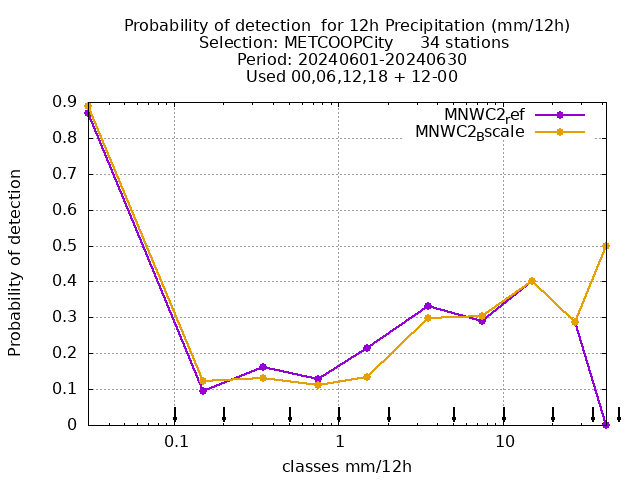 Probability of detection  for 12h Precipitation (mm/12h)
Selection: METCOOPCity     34 stations
Period: 20240601-20240630
Used 00,06,12,18 + 12-00
MNWC2ref
MNWC2Bscale
0.9
0.8
0.7
0.6
0.5
0.4
0.3
0.2
0.1
0
Probability of detection
0.1 1 10
classes mm/12h